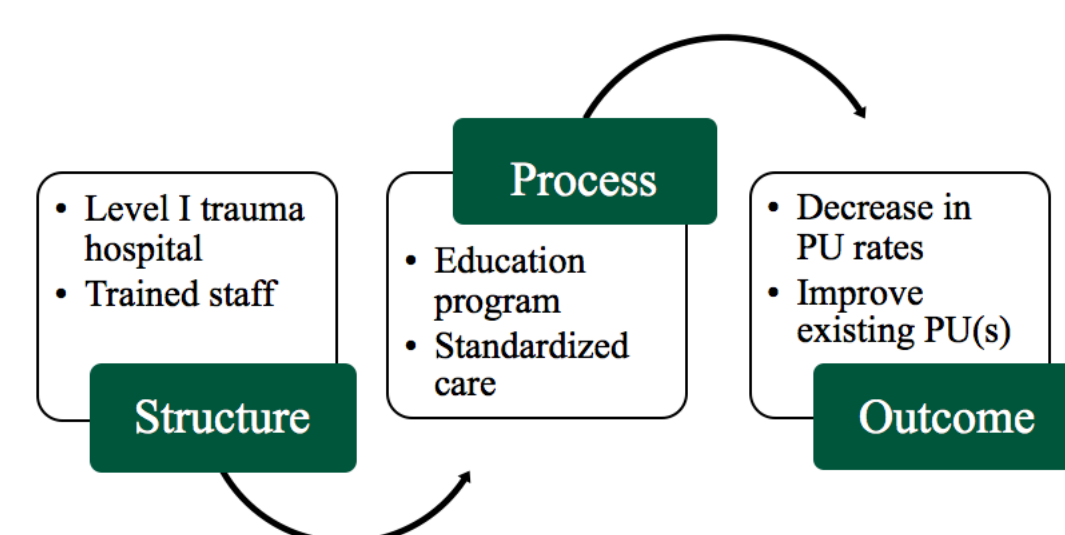 • Level I trauma
hospital
• Trained staff
Structure
Process
• Education
program
• Standardized
care
• Decrease in
PU rates
• Improve
existing PU(s)
Outcome